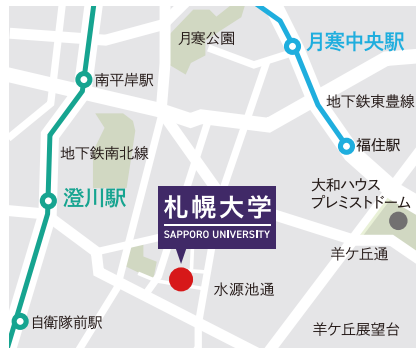 月寒公園
月寒中央駅
南平岸駅
地下鉄東豊線
福住駅
地下鉄南北線
大和ハウス
プレミストドーム
澄川駅
札幌大学
SAPPORO UNIVERSITY
羊ケ丘通
水源池通
自衛隊前駅
羊ケ丘展望台